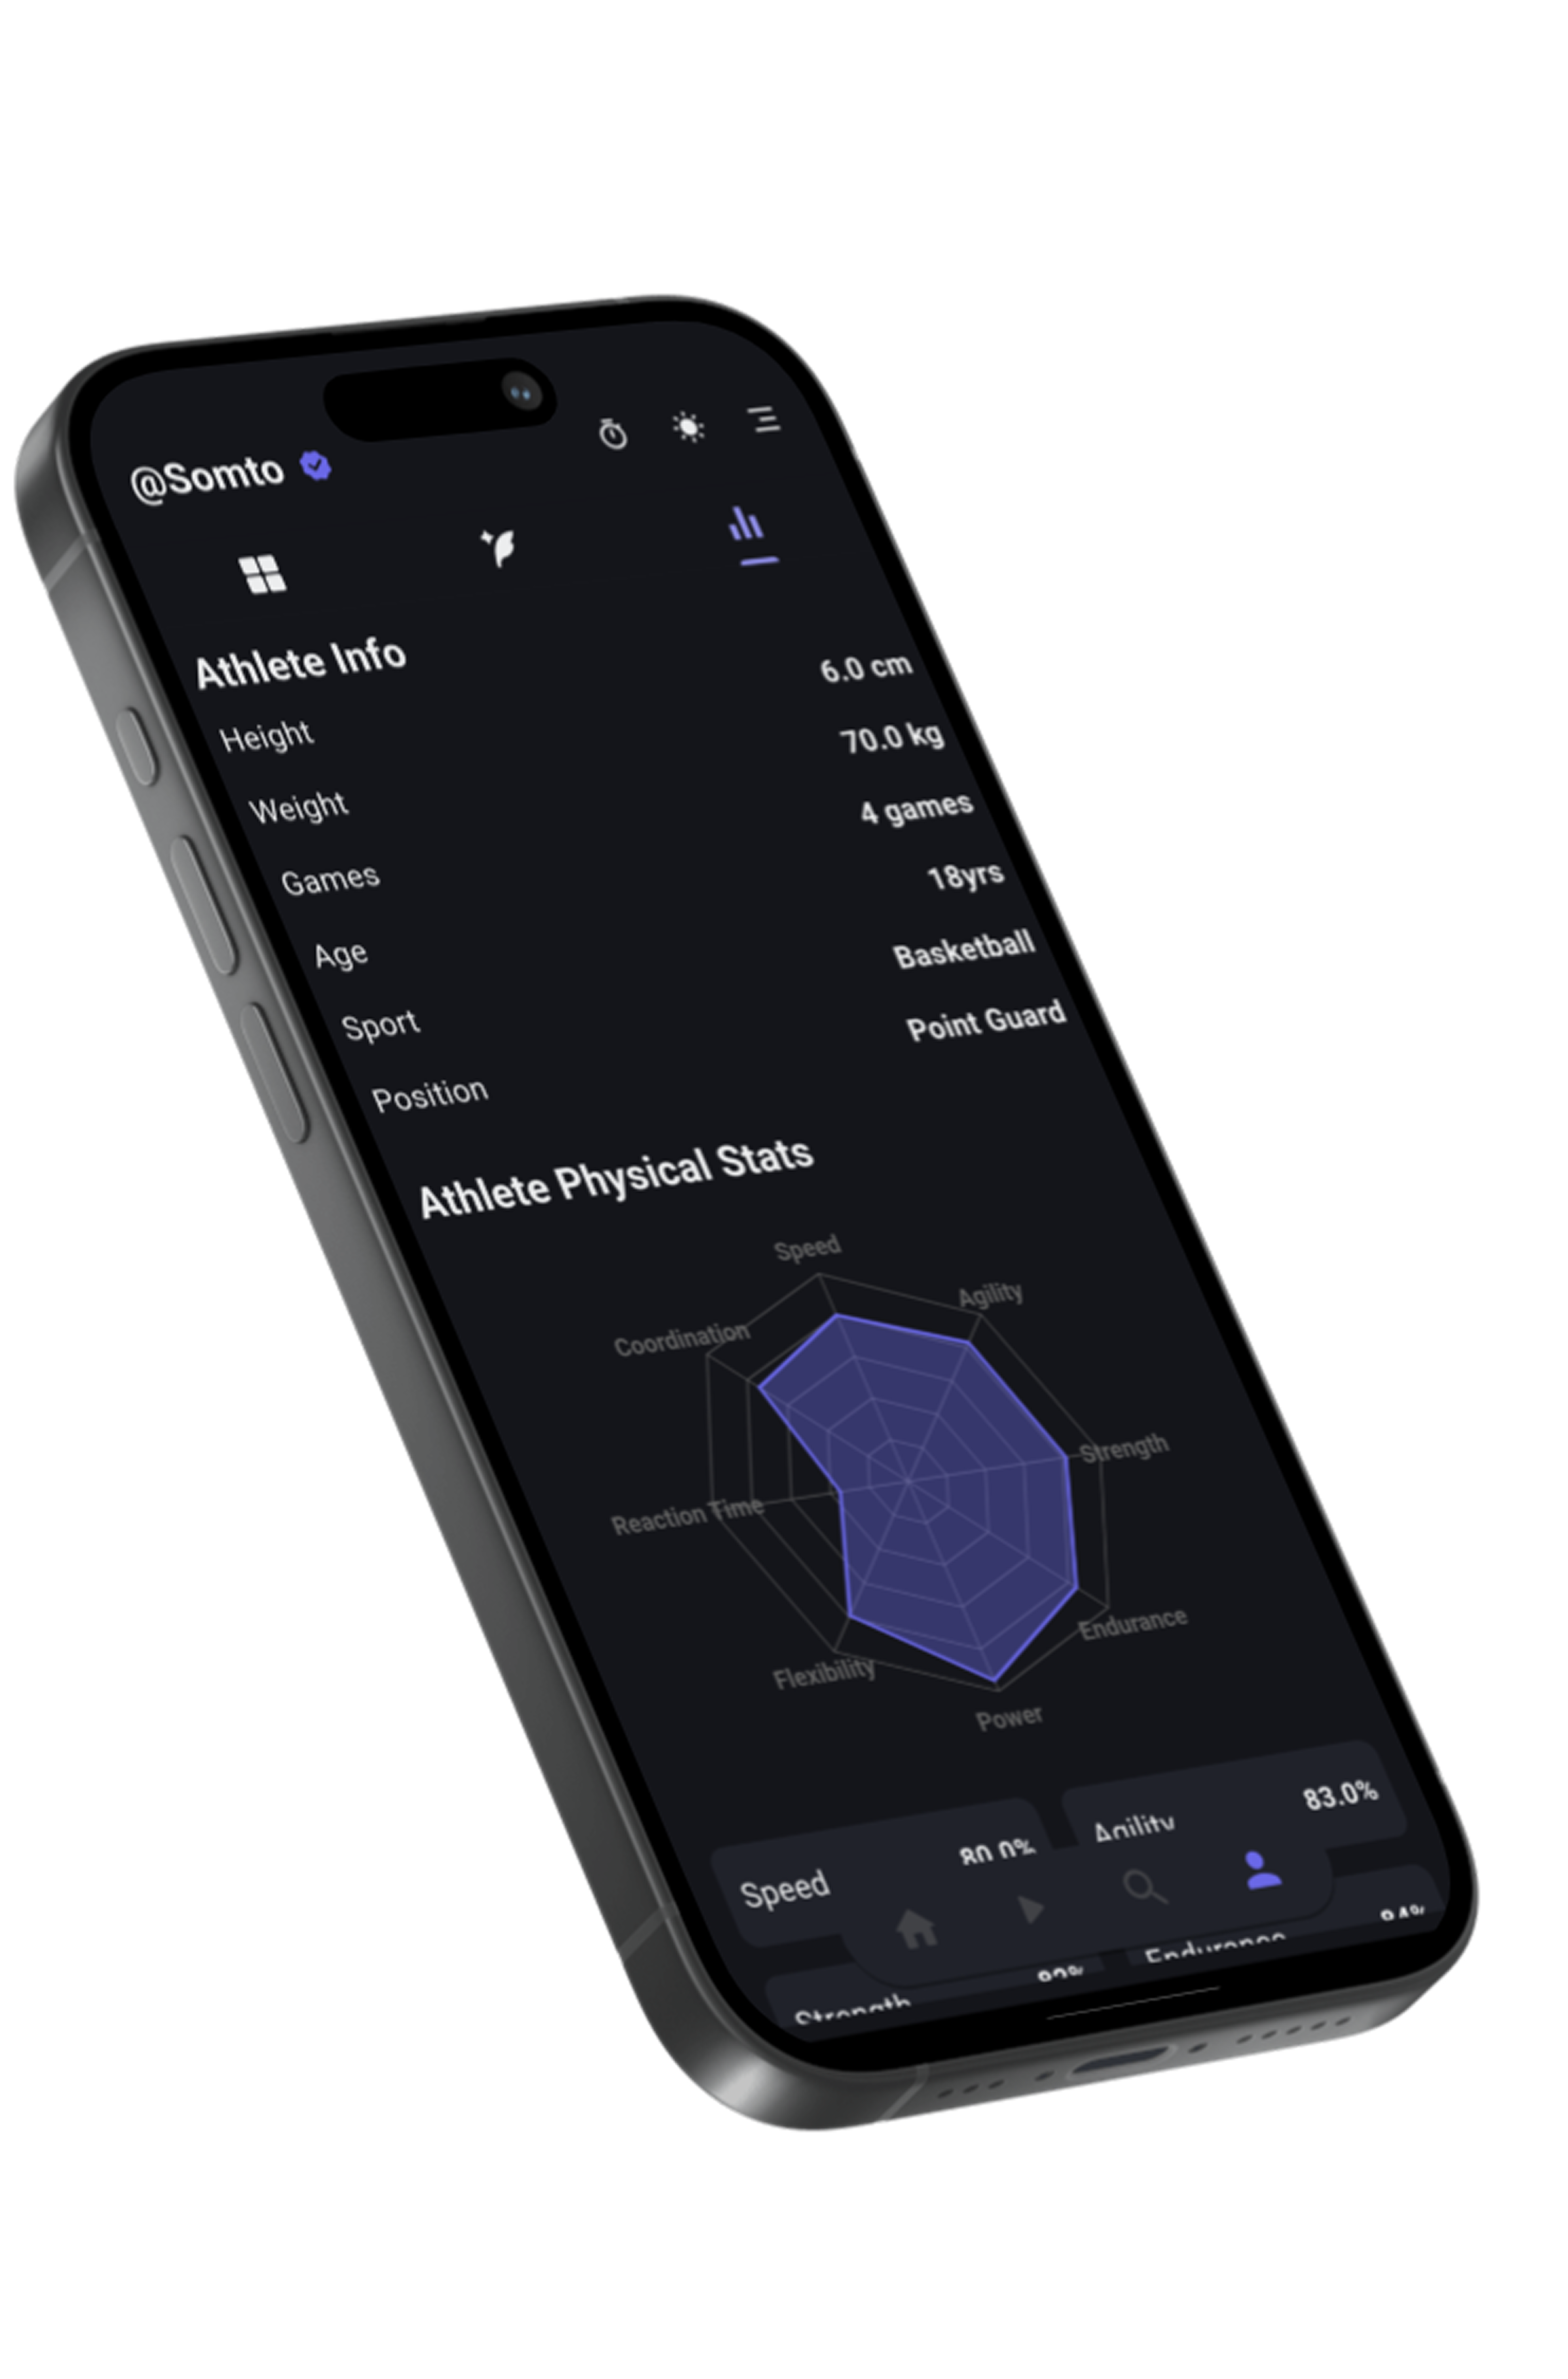 @Somto
Athlete Info
Height 6.0 cm
Weight 70.0 kg
Games 4 games
Age 18yrs
Sport Basketball
Position Point Guard
Athlete Physical Stats
Speed
Agility
Coordination
Strength
Reaction Time
Endurance
Flexibility
Power
Speed 80.0%
Agility 83.0%
Strength
Endurance 84%